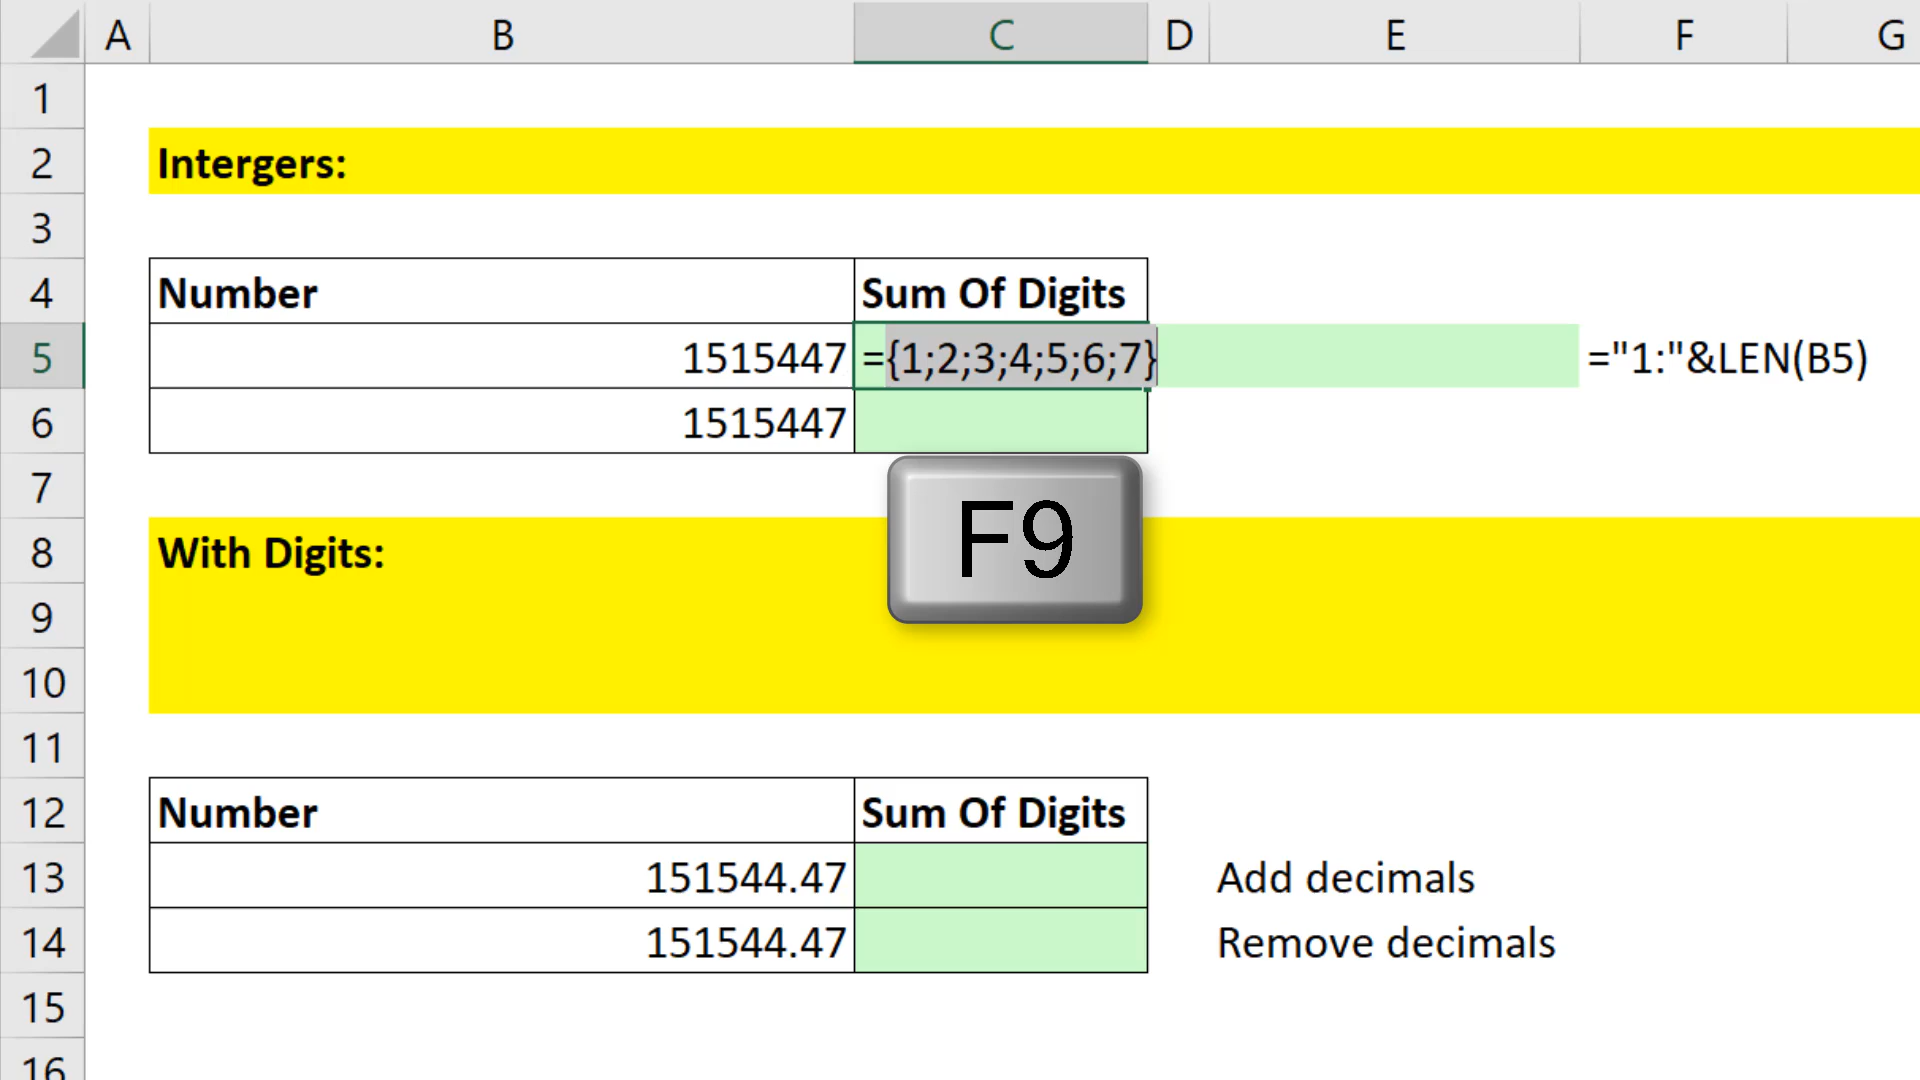 A B C D E F G
1
2 Intergers:
3
4 Number Sum Of Digits
5 1515447 ={1;2;3;4;5;6;7} ="1:"&LEN(B5)
6 1515447
7
F9
8 With Digits:
9
10
11
12 Number Sum Of Digits
13 151544.47 Add decimals
14 151544.47 Remove decimals
15
16